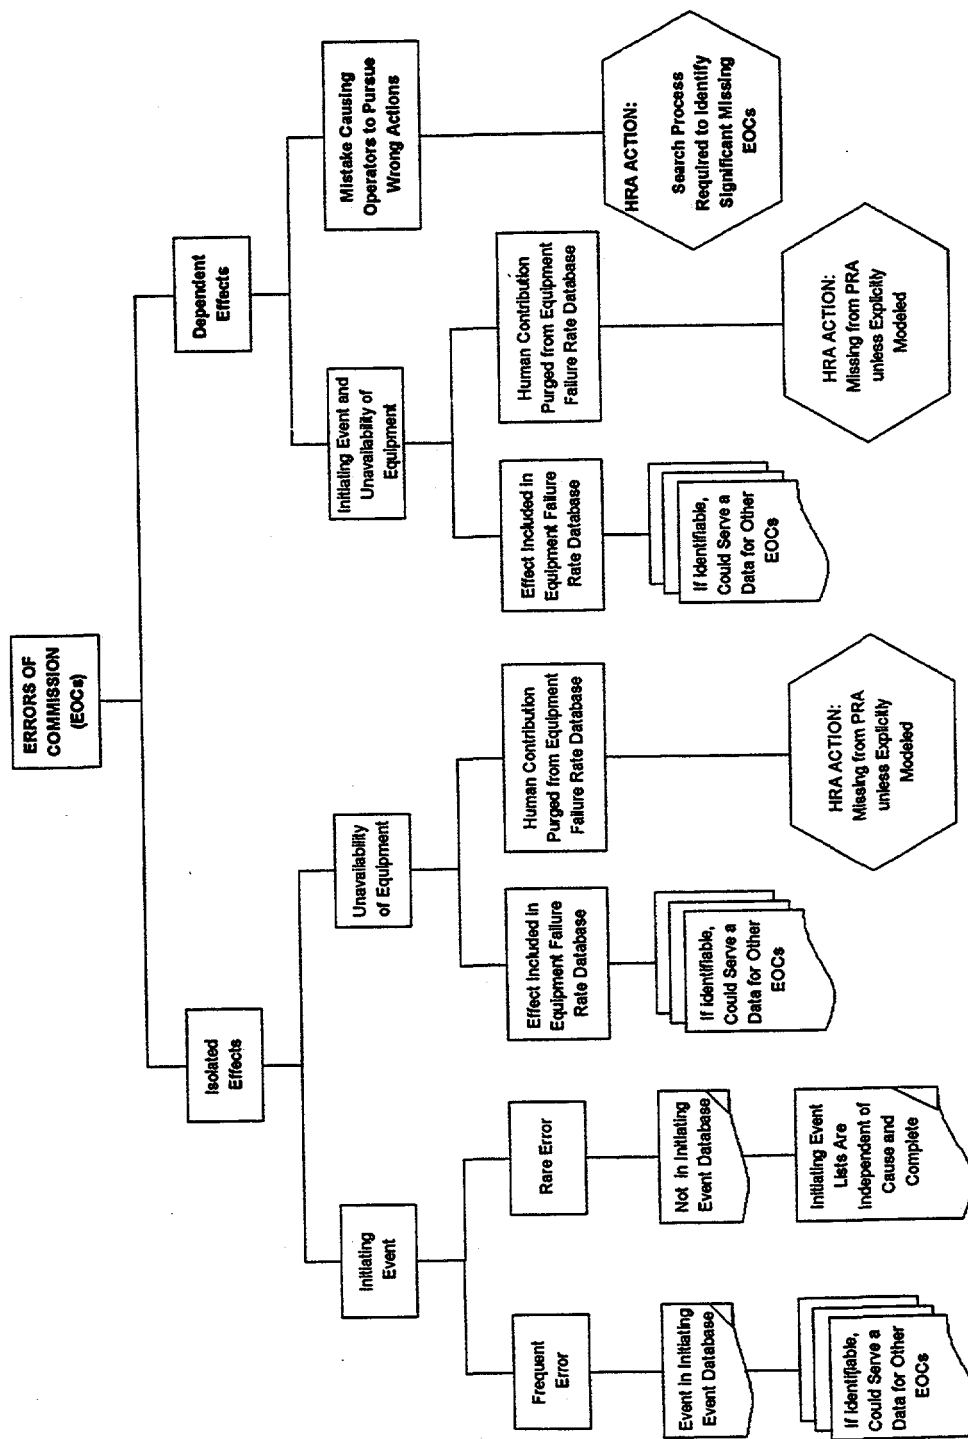 ERRORS OF
COMMISSION
(EOCs)
Isolated
Effects
Dependent
Effects
Initiating
Event
Unavailability
of Equipment
Initiating Event and
Unavailability of
Equipment
Mistake Causing
Operators to Pursue
Wrong Actions
Frequent
Error
Rare Error
Effect Included in
Equipment Failure
Rate Database
Human Contribution
Purged from Equipment
Failure Rate Database
Effect Included in
Equipment Failure
Rate Database
Human Contribution
Purged from Equipment
Failure Rate Database
HRA ACTION:
Search Process
Required to Identify
Significant Missing
EOCs
Event in Initiating
Event Database
Not in Initiating
Event Database
If Identifiable,
Could Serve a
Data for Other
EOCs
If Identifiable,
Could Serve a
Data for Other
EOCs
If Identifiable,
Could Serve a
Data for Other
EOCs
Initiating Event
Lists Are
Independent of
Cause and
Complete
HRA ACTION:
Missing from PRA
unless Explicitly
Modeled
HRA ACTION:
Missing from PRA
unless Explicitly
Modeled